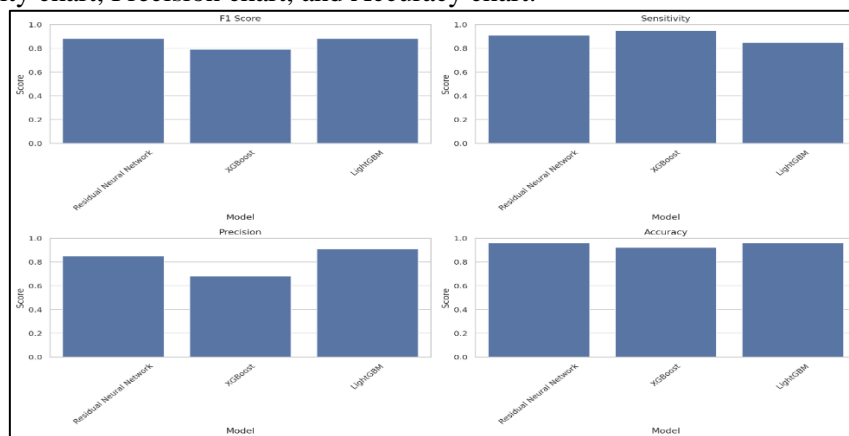 ity chart, Precision chart, and Accuracy chart.
F1 Score
1.0
0.8
0.6
0.4
0.2
0.0
Score
Residual Neural Network
XGBoost
LightGBM
Model
Sensitivity
1.0
0.8
0.6
0.4
0.2
0.0
Score
Residual Neural Network
XGBoost
LightGBM
Model
Precision
1.0
0.8
0.6
0.4
0.2
0.0
Score
Residual Neural Network
XGBoost
LightGBM
Model
Accuracy
1.0
0.8
0.6
0.4
0.2
0.0
Score
Residual Neural Network
XGBoost
LightGBM
Model